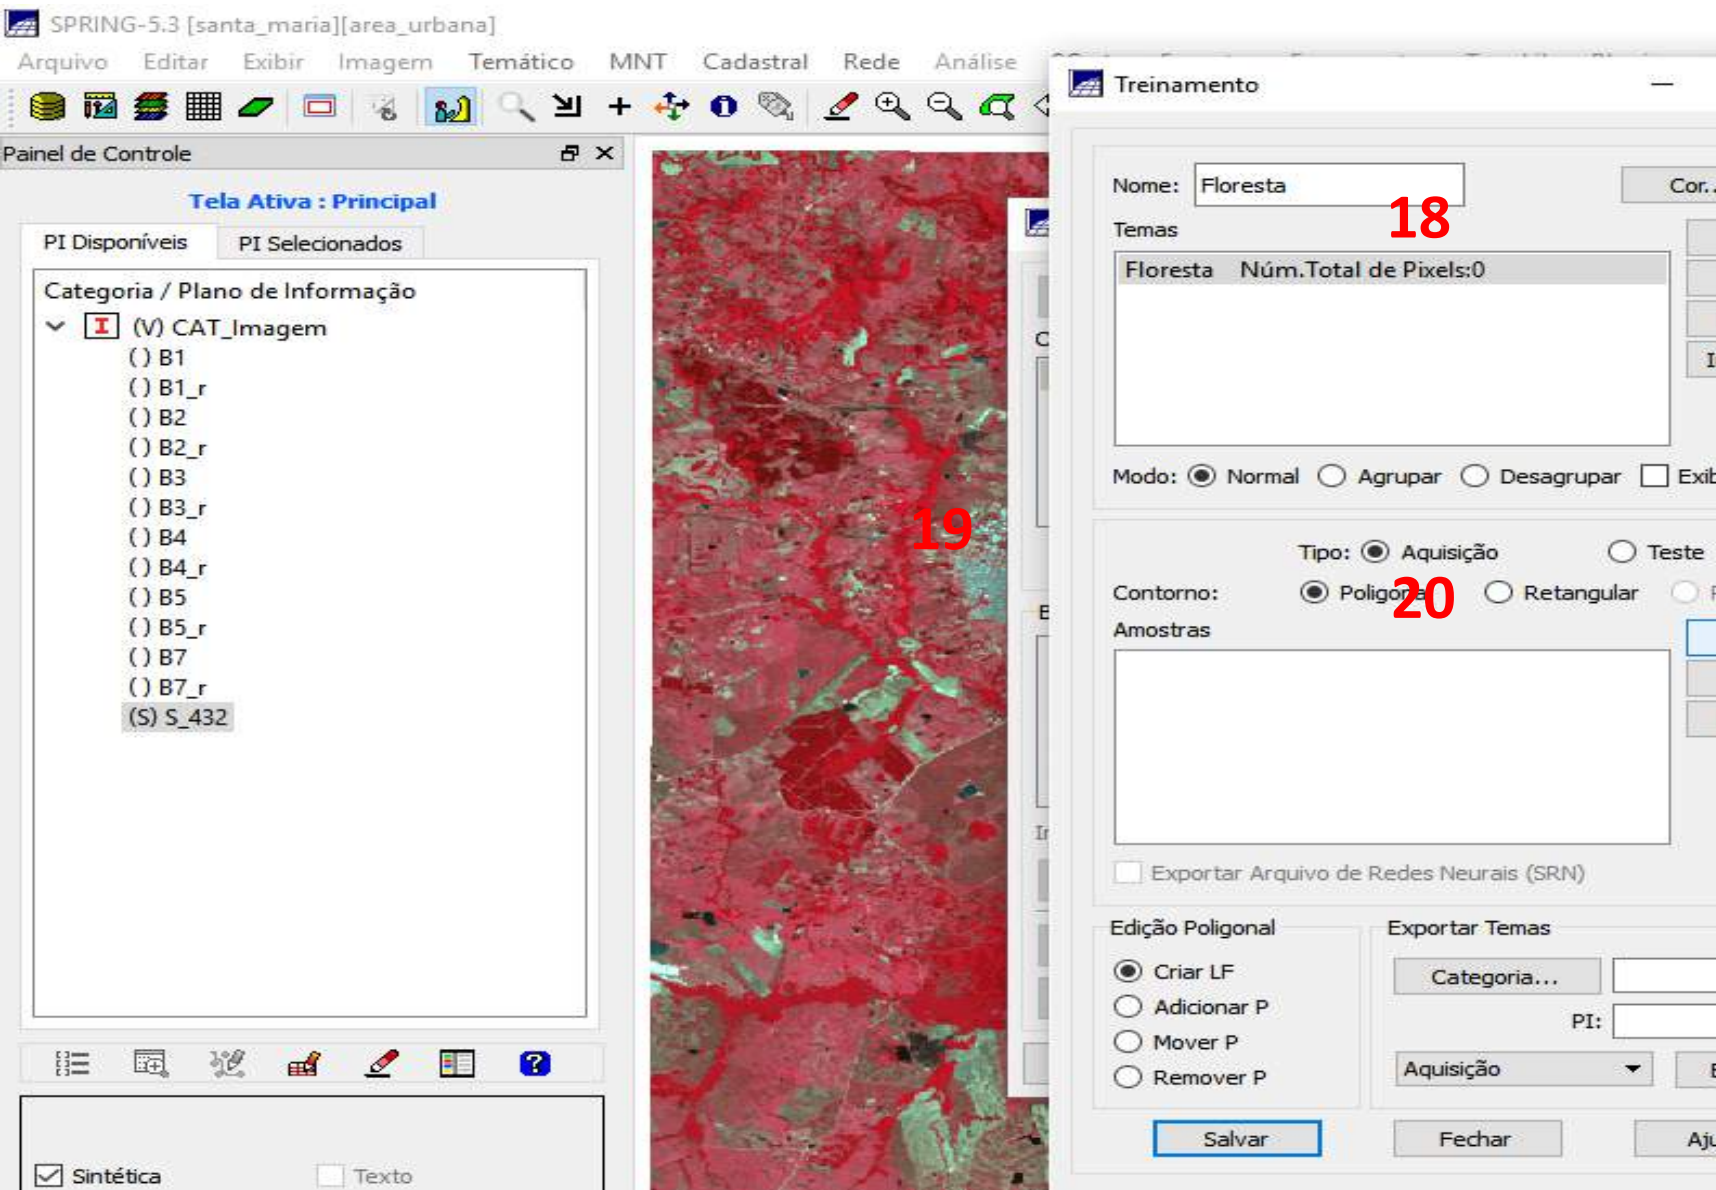 SPRING-5.3 [santa_maria][area_urbana]
Arquivo Editar Exibir Imagem Temático MNT Cadastral Rede Análise
Painel de Controle
Tela Ativa : Principal
PI Disponíveis PI Selecionados
Categoria / Plano de Informação
(V) CAT_Imagem
( ) B1
( ) B1_r
( ) B2
( ) B2_r
( ) B3
( ) B3_r
( ) B4
( ) B4_r
( ) B5
( ) B5_r
( ) B7
( ) B7_r
(S) S_432
Sintética Texto
19
Treinamento
Nome: Floresta Cor..
18
Temas
Floresta Núm.Total de Pixels:0
Modo: Normal Agrupar Desagrupar Exib
Tipo: Aquisição Teste
Contorno: Poligonal Retangular
20
Amostras
Exportar Arquivo de Redes Neurais (SRN)
Edição Poligonal
Criar LF
Adicionar P
Mover P
Remover P
Exportar Temas
Categoria...
PI:
Aquisição
Salvar Fechar Aju